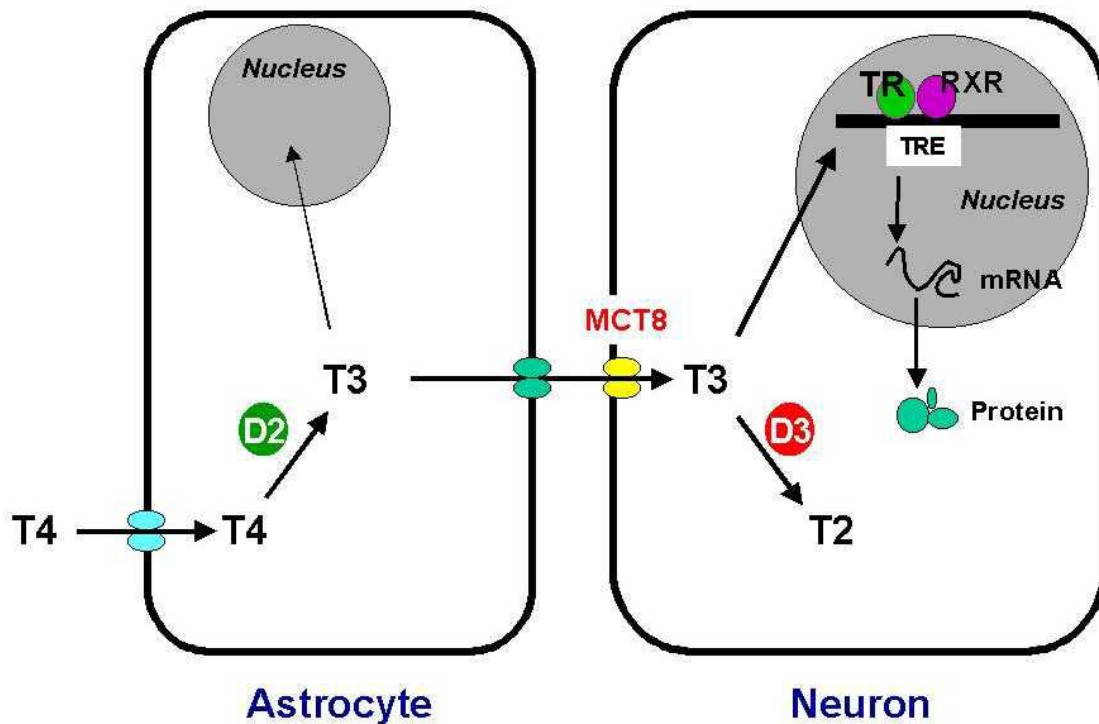 Nucleus
TR RXR
TRE
Nucleus
mRNA
MCT8
T3
T3
D2
D3
Protein
T4
T4
T2
Astrocyte
Neuron